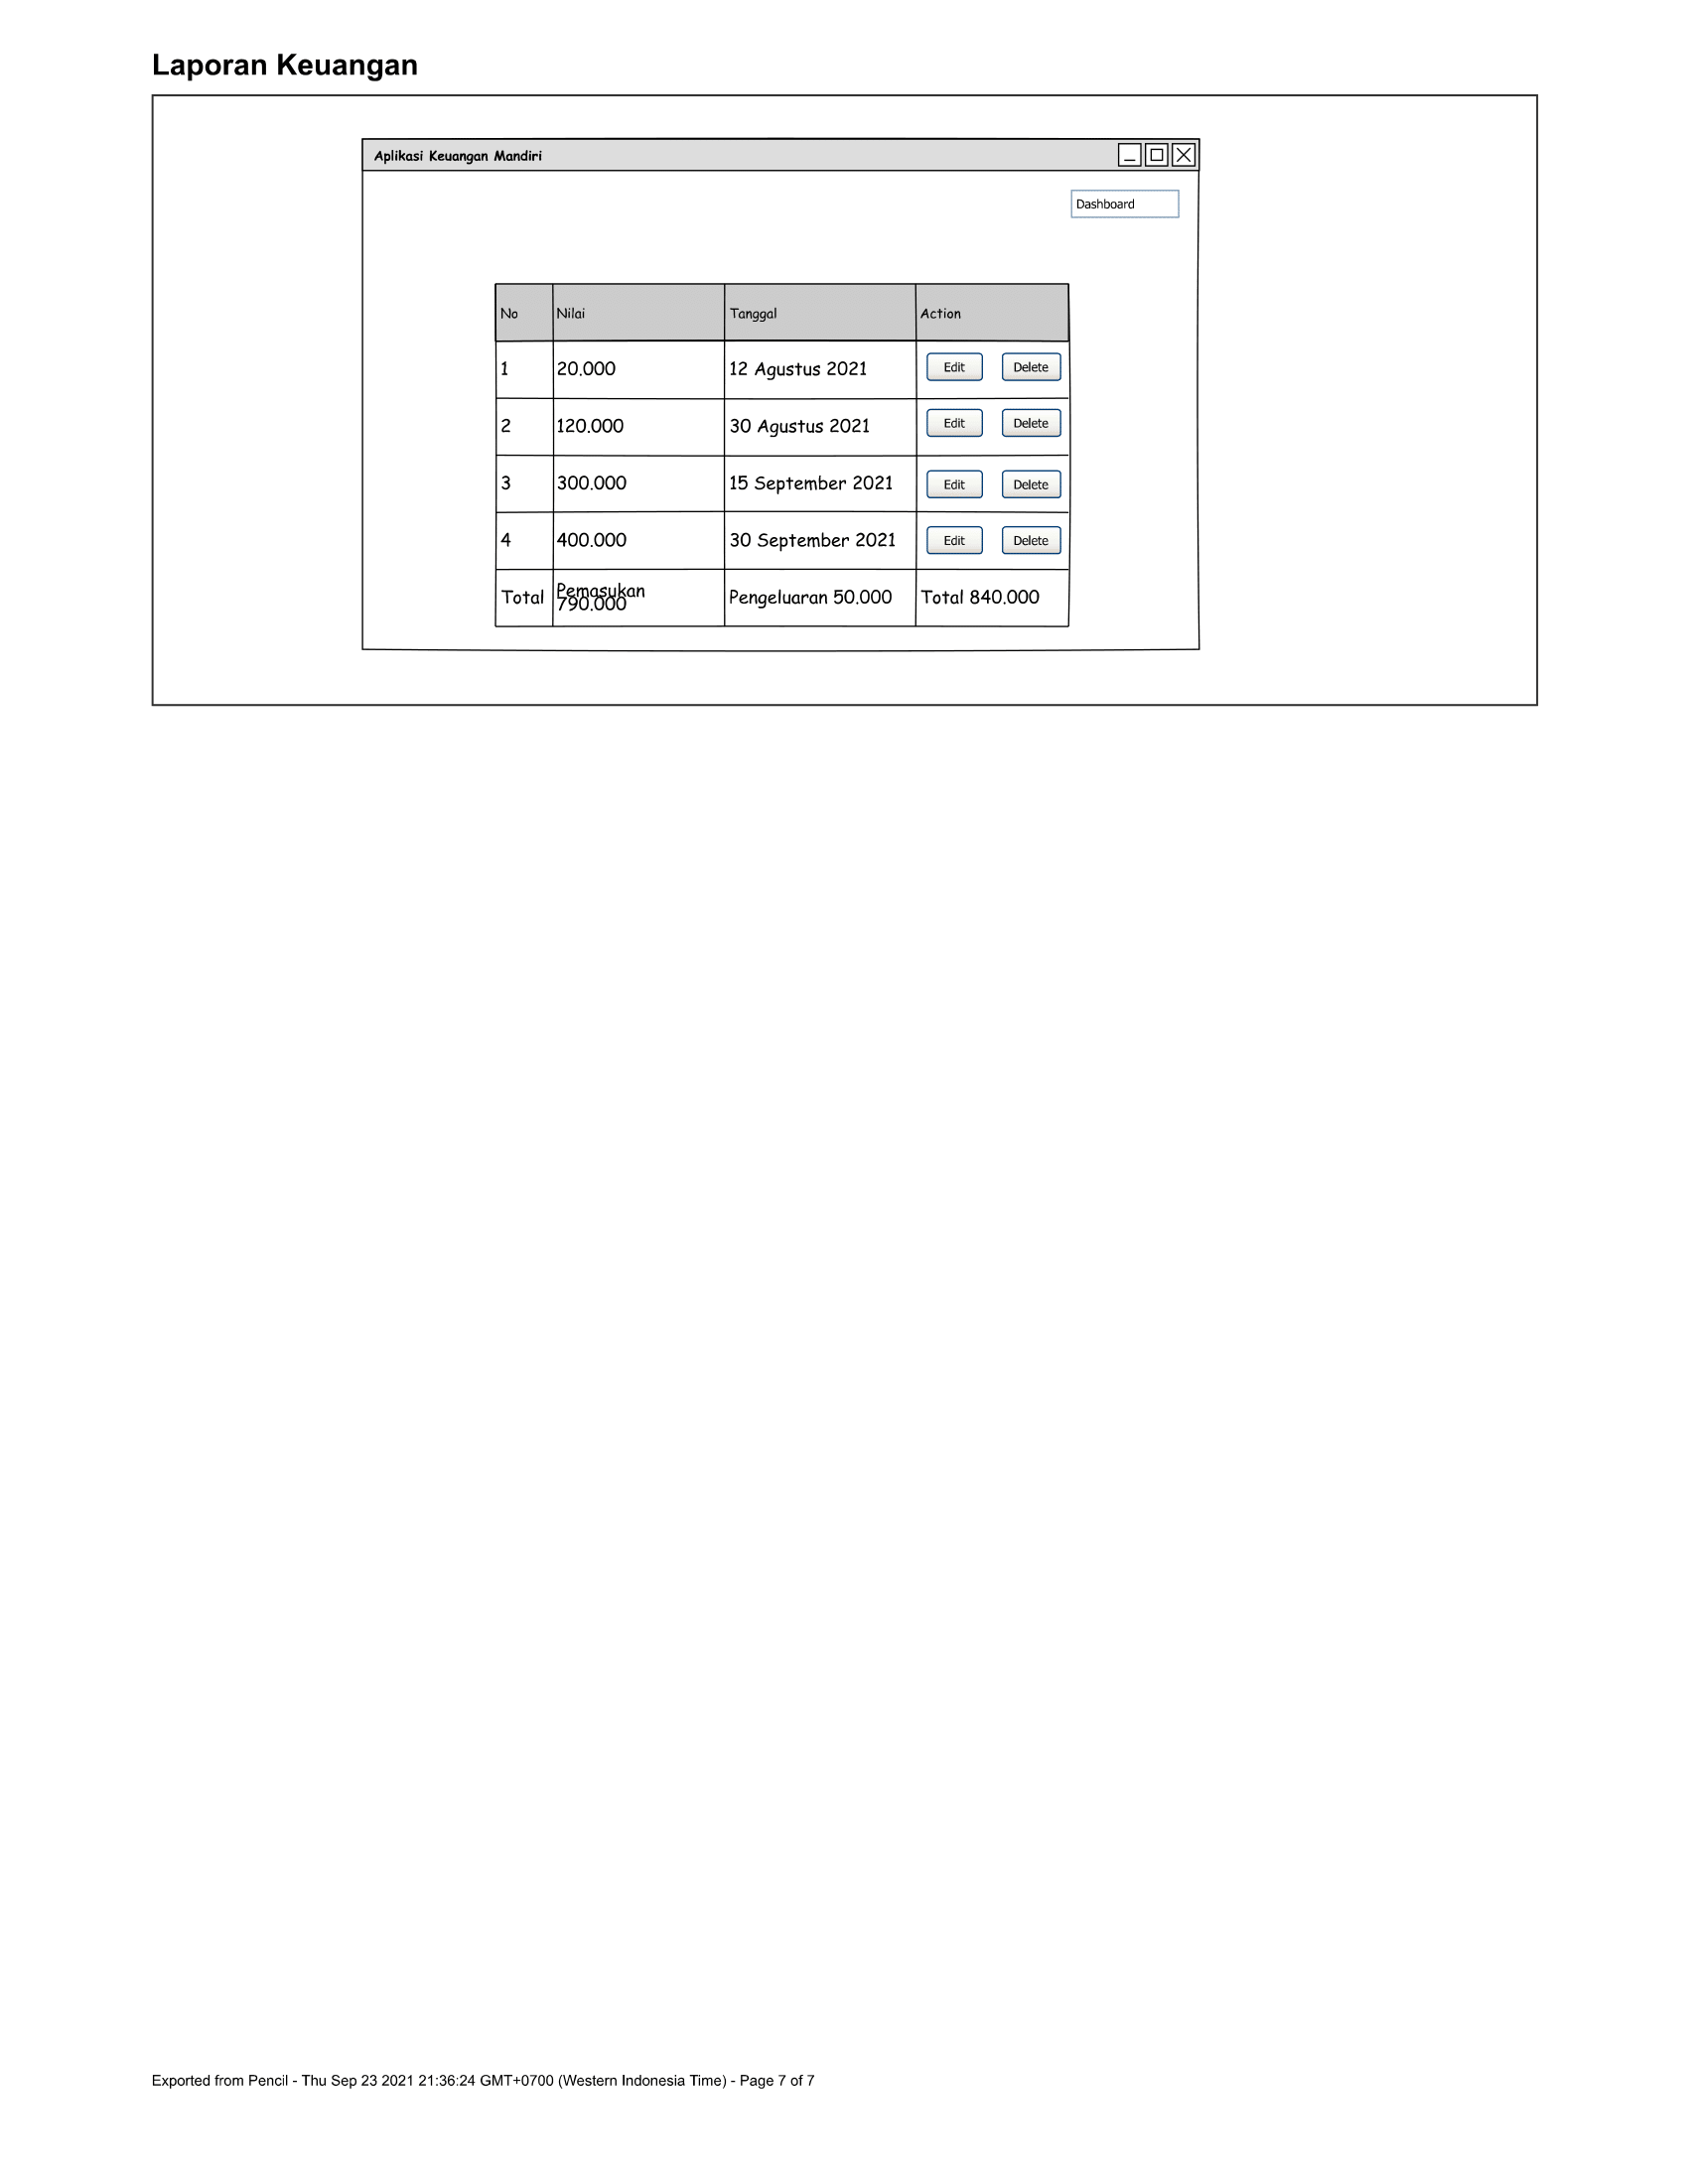 Laporan Keuangan
Aplikasi Keuangan Mandiri
Dashboard
No Nilai Tanggal Action
1 20.000 12 Agustus 2021 Edit Delete
2 120.000 30 Agustus 2021 Edit Delete
3 300.000 15 September 2021 Edit Delete
4 400.000 30 September 2021 Edit Delete
Total Pemasukan 790.000 Pengeluaran 50.000 Total 840.000
Exported from Pencil - Thu Sep 23 2021 21:36:24 GMT+0700 (Western Indonesia Time) - Page 7 of 7